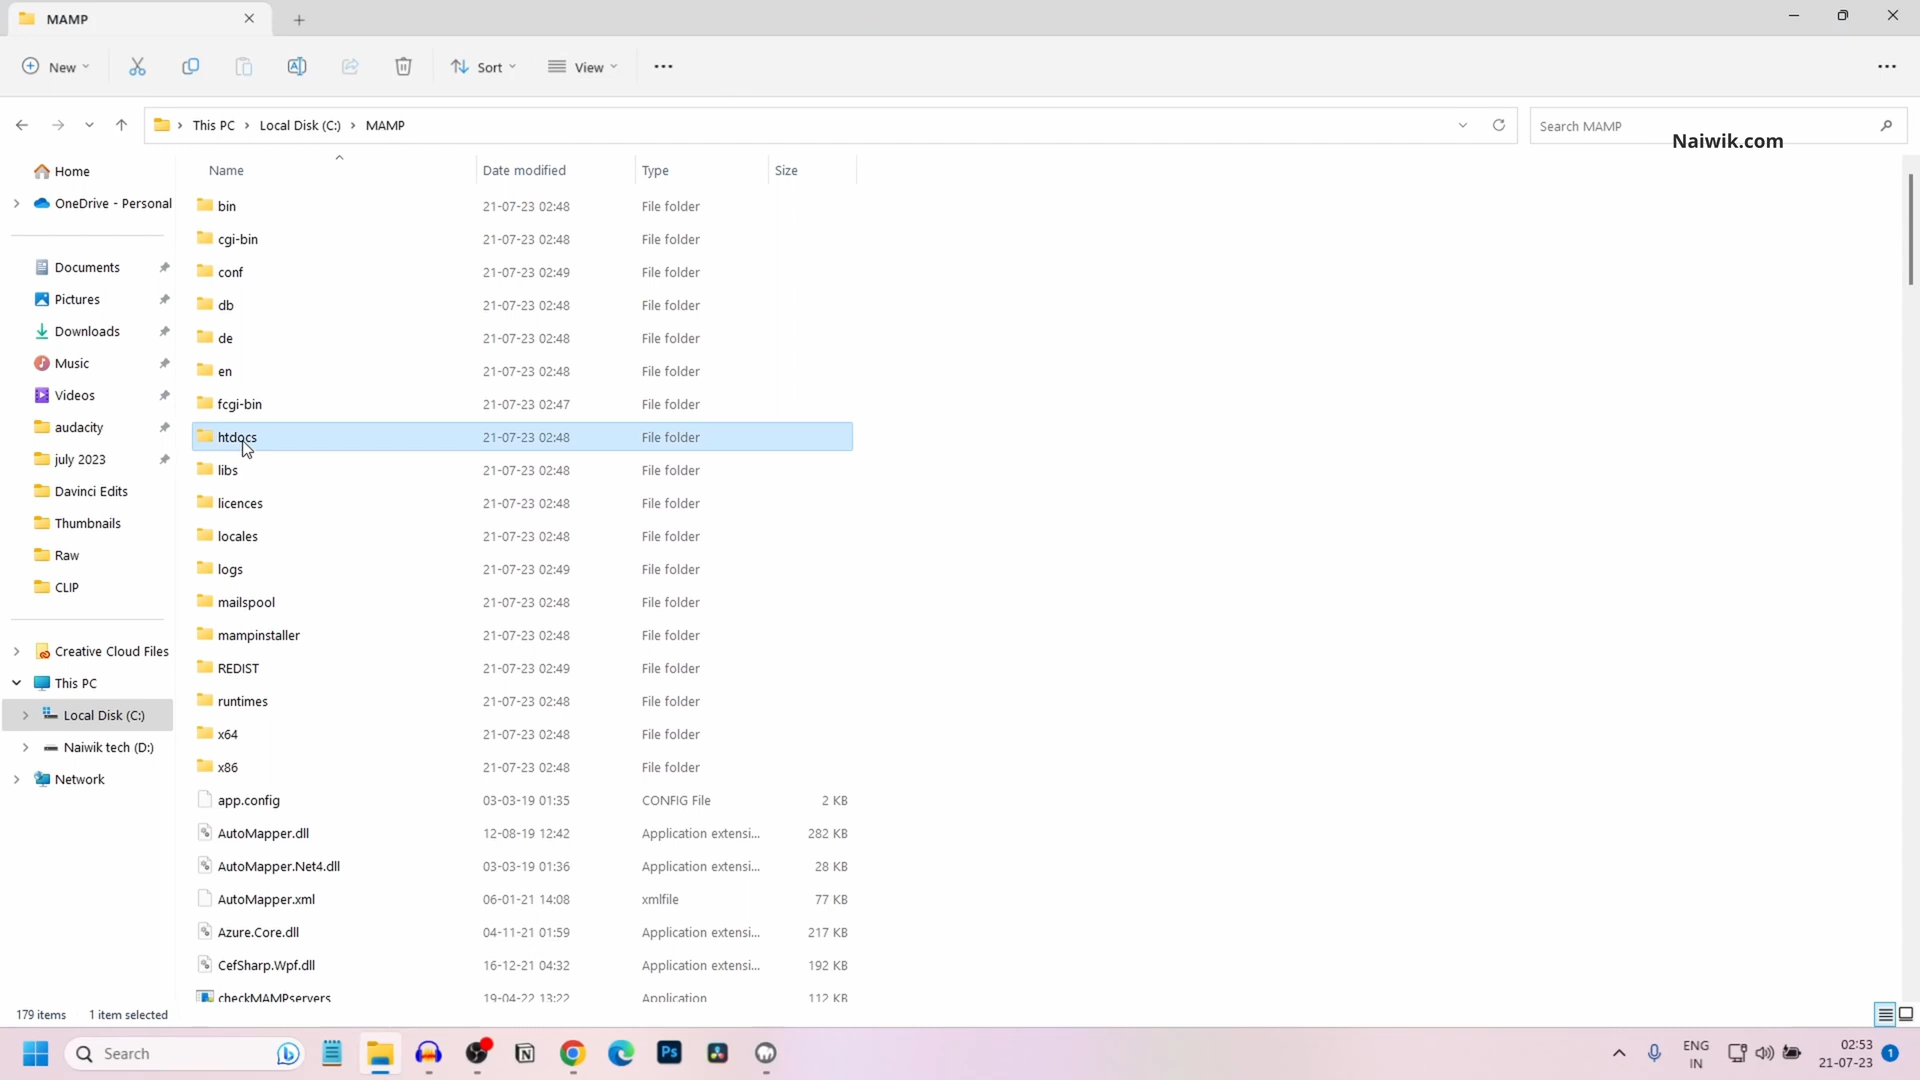 MAMP
New
Sort
View
This PC
Local Disk (C:)
MAMP
Search MAMP
Naiwik.com
Home
OneDrive - Personal
Documents
Pictures
Downloads
Music
Videos
audacity
july 2023
Davinci Edits
Thumbnails
Raw
CLIP
Creative Cloud Files
This PC
Local Disk (C:)
Naiwik tech (D:)
Network
Name Date modified Type Size
bin 21-07-23 02:48 File folder
cgi-bin 21-07-23 02:48 File folder
conf 21-07-23 02:49 File folder
db 21-07-23 02:48 File folder
de 21-07-23 02:48 File folder
en 21-07-23 02:48 File folder
fcgi-bin 21-07-23 02:47 File folder
htdocs 21-07-23 02:48 File folder
libs 21-07-23 02:48 File folder
licences 21-07-23 02:48 File folder
locales 21-07-23 02:48 File folder
logs 21-07-23 02:49 File folder
mailspool 21-07-23 02:48 File folder
mampinstaller 21-07-23 02:48 File folder
REDIST 21-07-23 02:49 File folder
runtimes 21-07-23 02:48 File folder
x64 21-07-23 02:48 File folder
x86 21-07-23 02:48 File folder
app.config 03-03-19 01:35 CONFIG File 2 KB
AutoMapper.dll 12-08-19 12:42 Application extensi... 282 KB
AutoMapper.Net4.dll 03-03-19 01:36 Application extensi... 28 KB
AutoMapper.xml 06-01-21 14:08 xmlfile 77 KB
Azure.Core.dll 04-11-21 01:59 Application extensi... 217 KB
CefSharp.Wpf.dll 16-12-21 04:32 Application extensi... 192 KB
checkMAMPservers 19-04-22 13:22 Application 112 KB
179 items 1 item selected
Search
Ps
ENG
IN
02:53
21-07-23
1